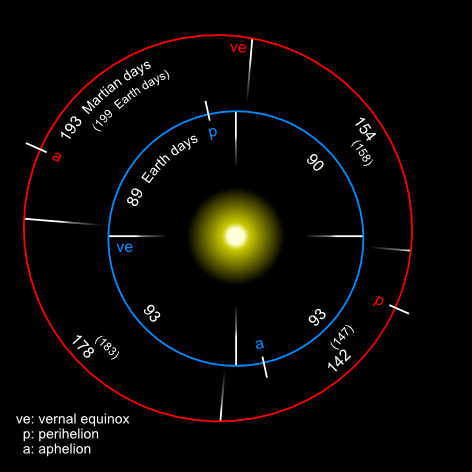 ve
193 Martian days
(199 Earth days)
a
p
154
(158)
89 Earth days
90
ve
p
93
93
a
(147)
142
178
(183)
ve: vernal equinox
p: perihelion
a: aphelion